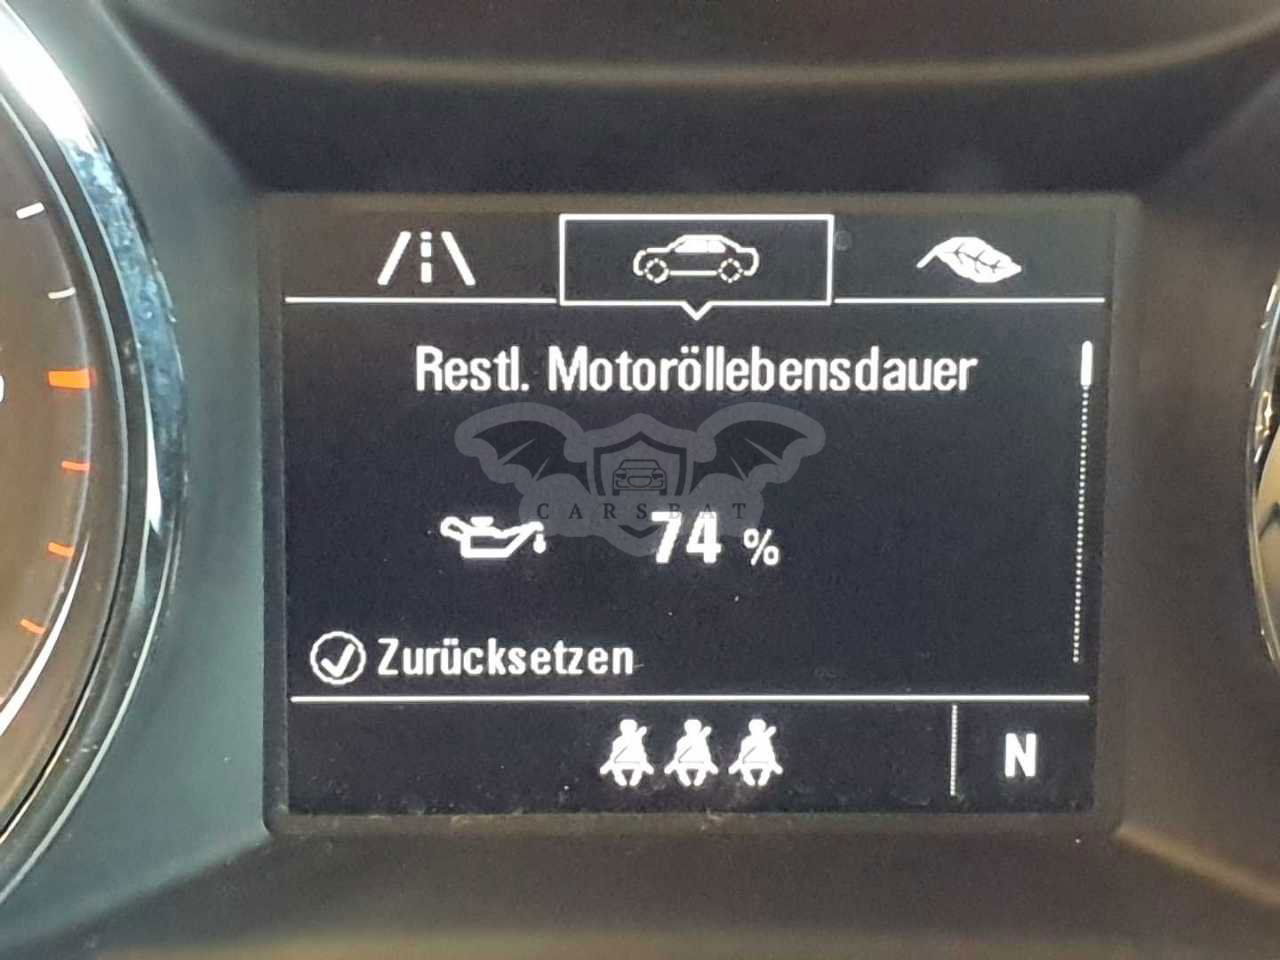 Restl. Motoröllebensdauer
CARSBAT
74 %
Zurücksetzen
N